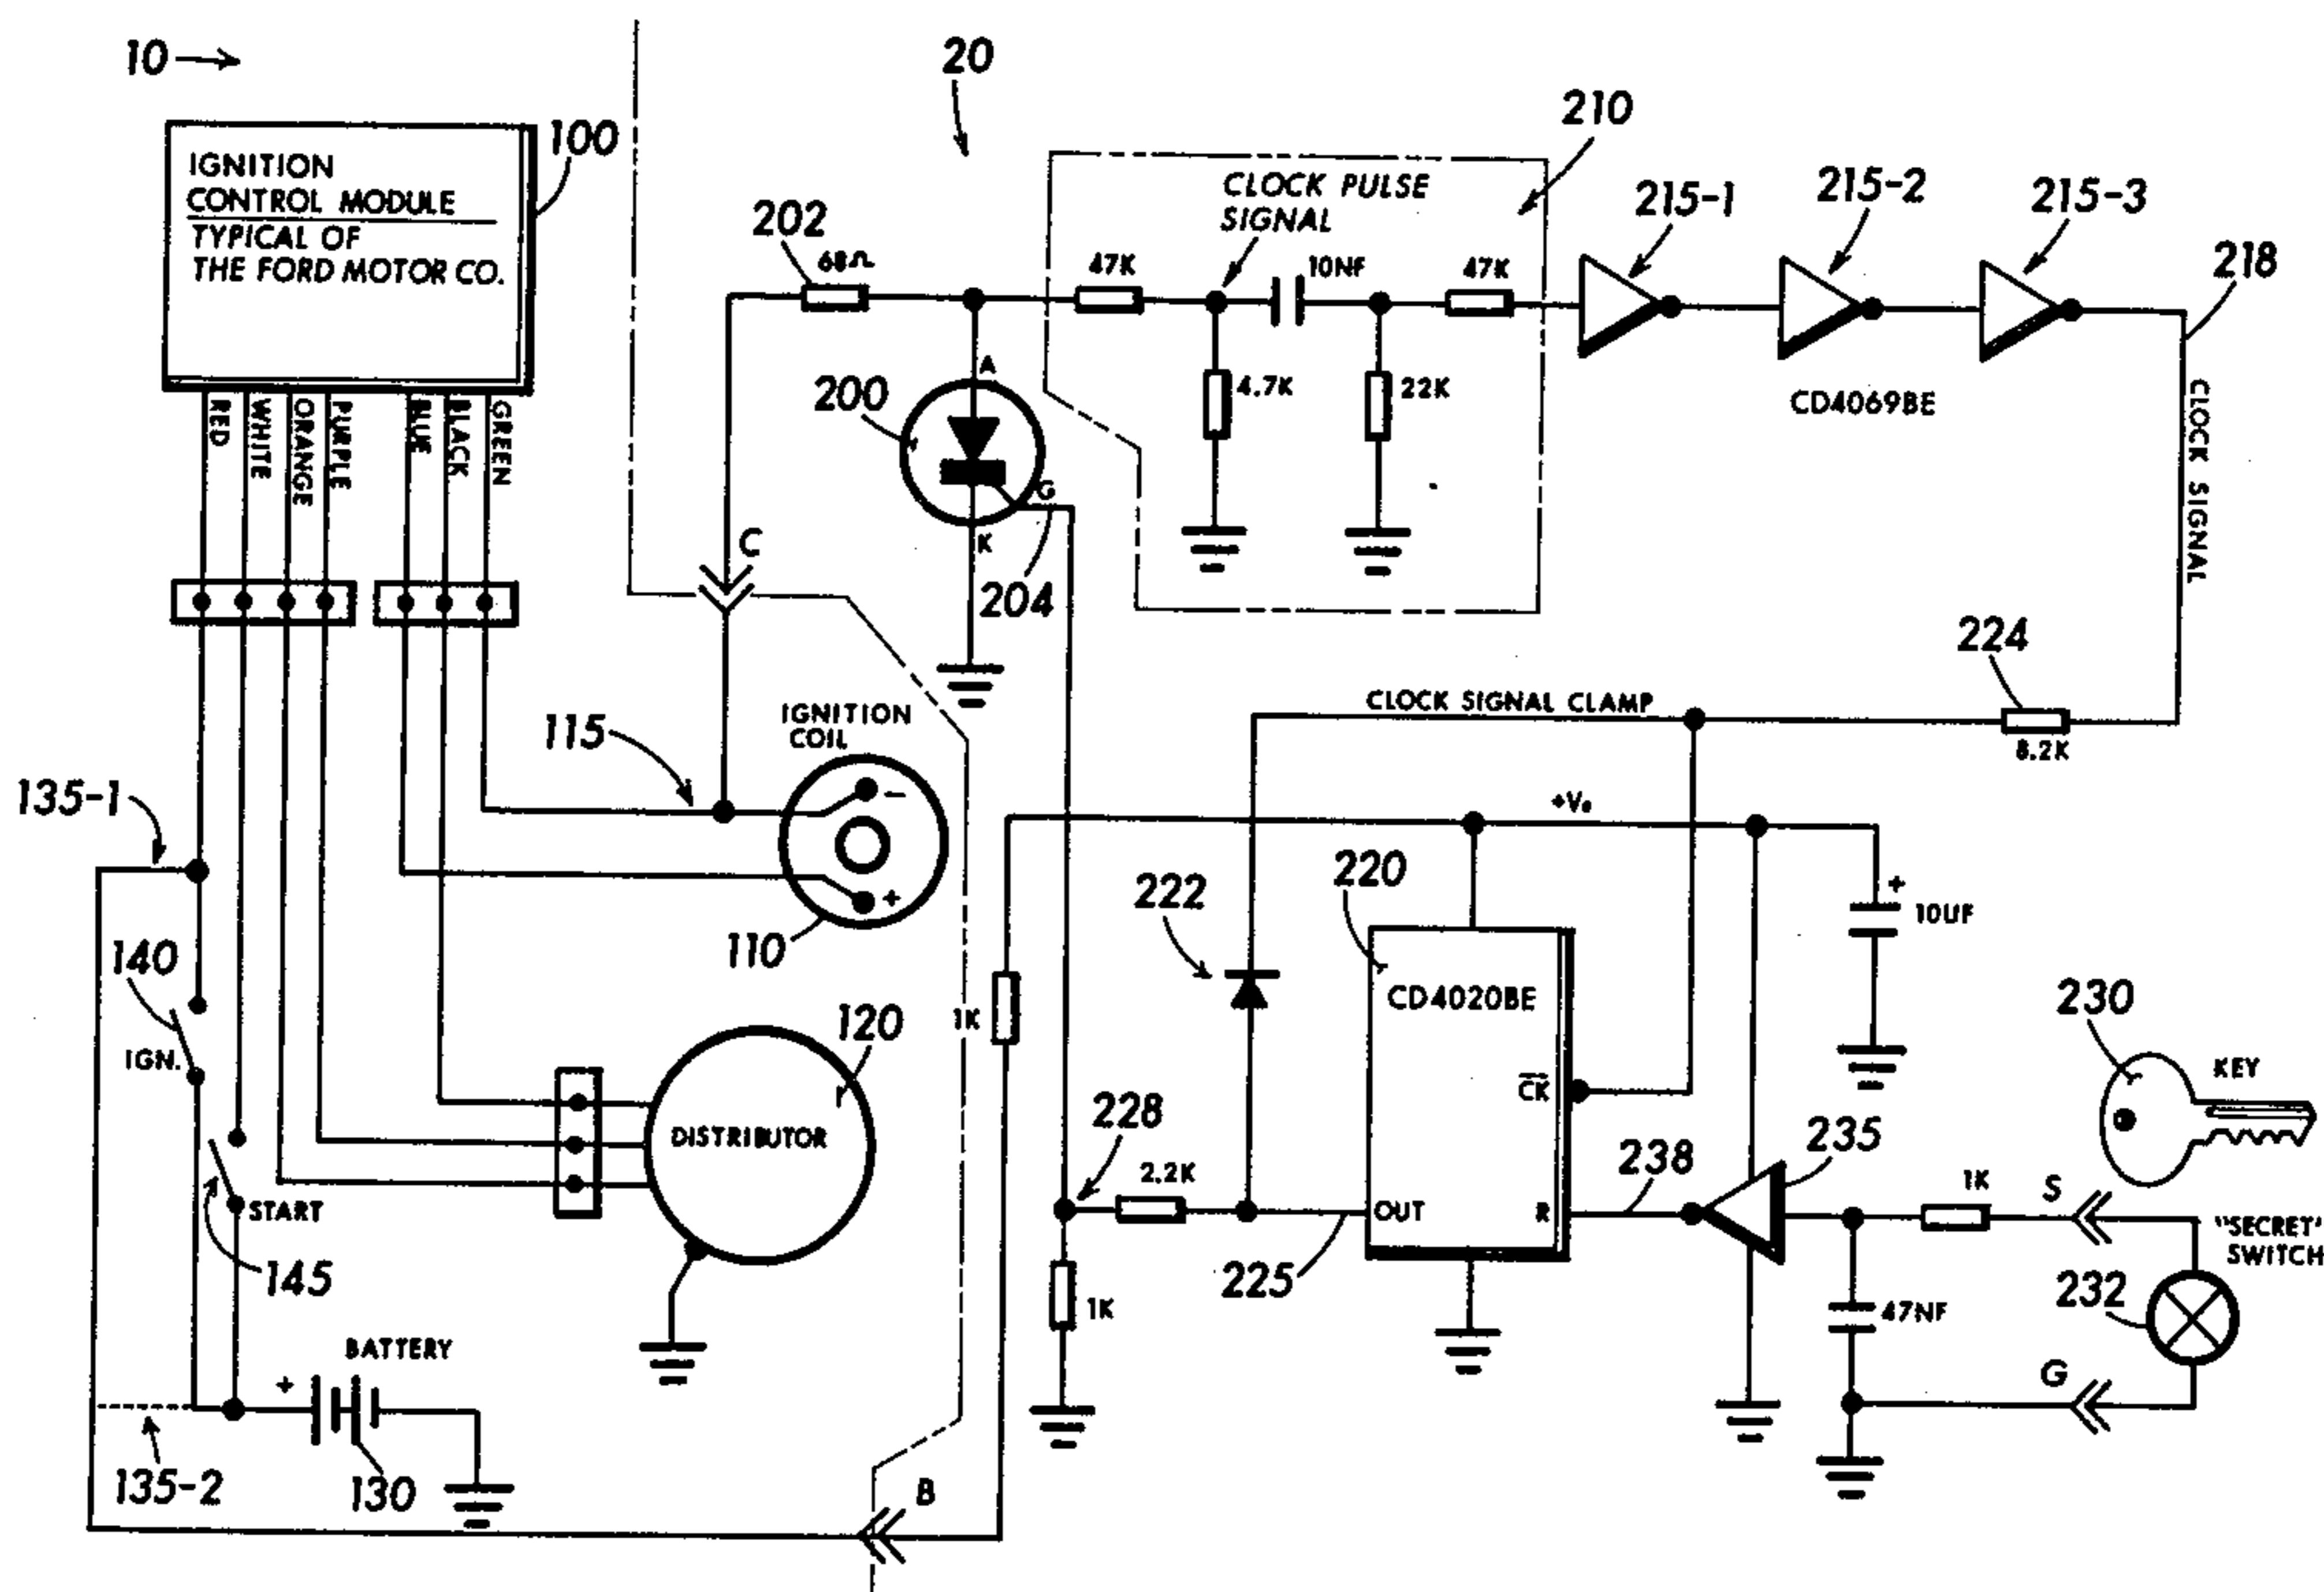 10
20
100
IGNITION
CONTROL MODULE
TYPICAL OF
THE FORD MOTOR CO.
RED
WHITE
ORANGE
PURPLE
BLUE
BLACK
GREEN
202
68Ω
CLOCK PULSE
SIGNAL
210
47K
10NF
47K
4.7K
22K
215-1
215-2
215-3
218
CD4069BE
CLOCK SIGNAL
200
A
G
K
204
C
224
8.2K
CLOCK SIGNAL CLAMP
115
IGNITION
COIL
-
+
110
135-1
140
IGN.
START
145
BATTERY
+
130
135-2
120
DISTRIBUTOR
B
1K
+V₀
222
220
CD4020BE
CK
OUT
R
+
10UF
228
2.2K
1K
225
238
235
1K
47NF
S
G
230
KEY
"SECRET"
SWITCH
232